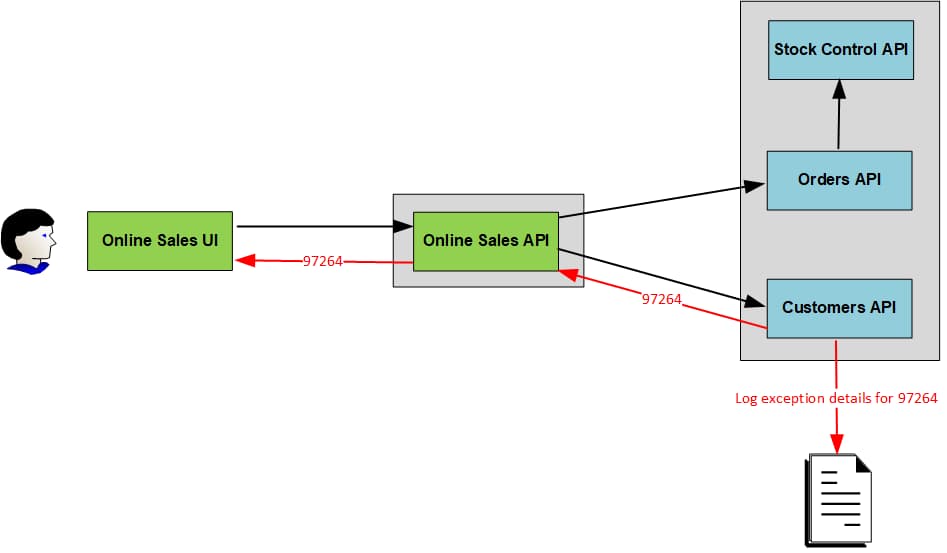 Stock Control API
Orders API
Online Sales UI
Online Sales API
97264
97264
Customers API
Log exception details for 97264